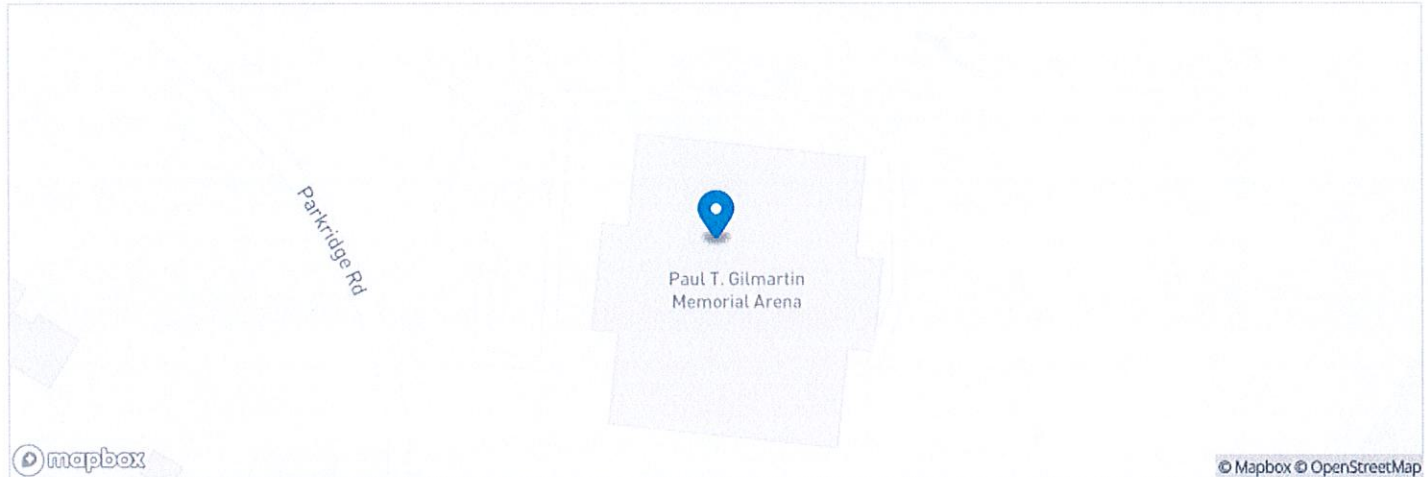 Parkridge Rd
Paul T. Gilmartin
Memorial Arena
mapbox
© Mapbox © OpenStreetMap